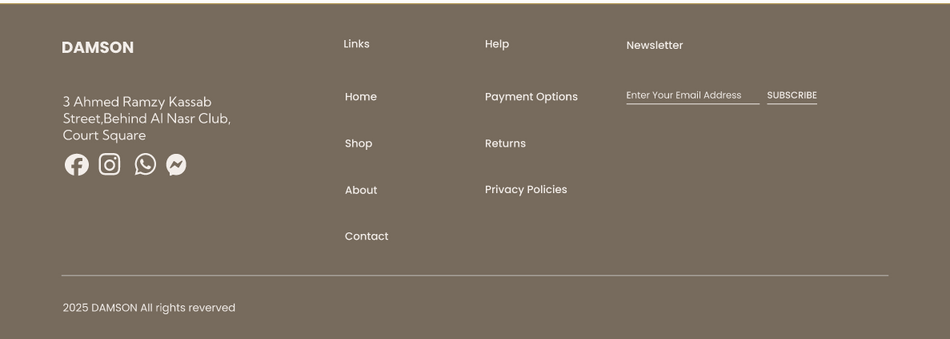 DAMSON
3 Ahmed Ramzy Kassab
Street,Behind Al Nasr Club,
Court Square
Links
Home
Shop
About
Contact
Help
Payment Options
Returns
Privacy Policies
Newsletter
Enter Your Email Address
SUBSCRIBE
2025 DAMSON All rights reverved